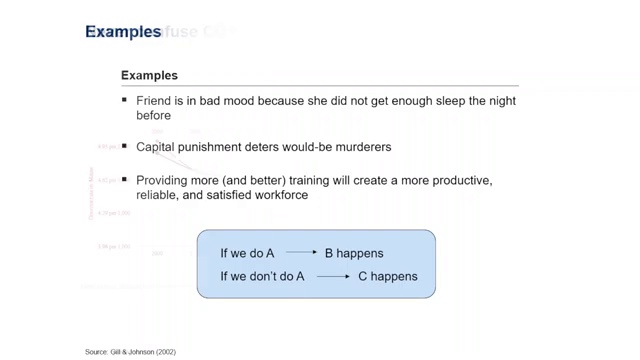 Examples
Examples
▪ Friend is in bad mood because she did not get enough sleep the night
before
▪ Capital punishment deters would-be murderers
▪ Providing more (and better) training will create a more productive,
reliable, and satisfied workforce
If we do A → B happens
If we don't do A → C happens
Source: Gill & Johnson (2002)